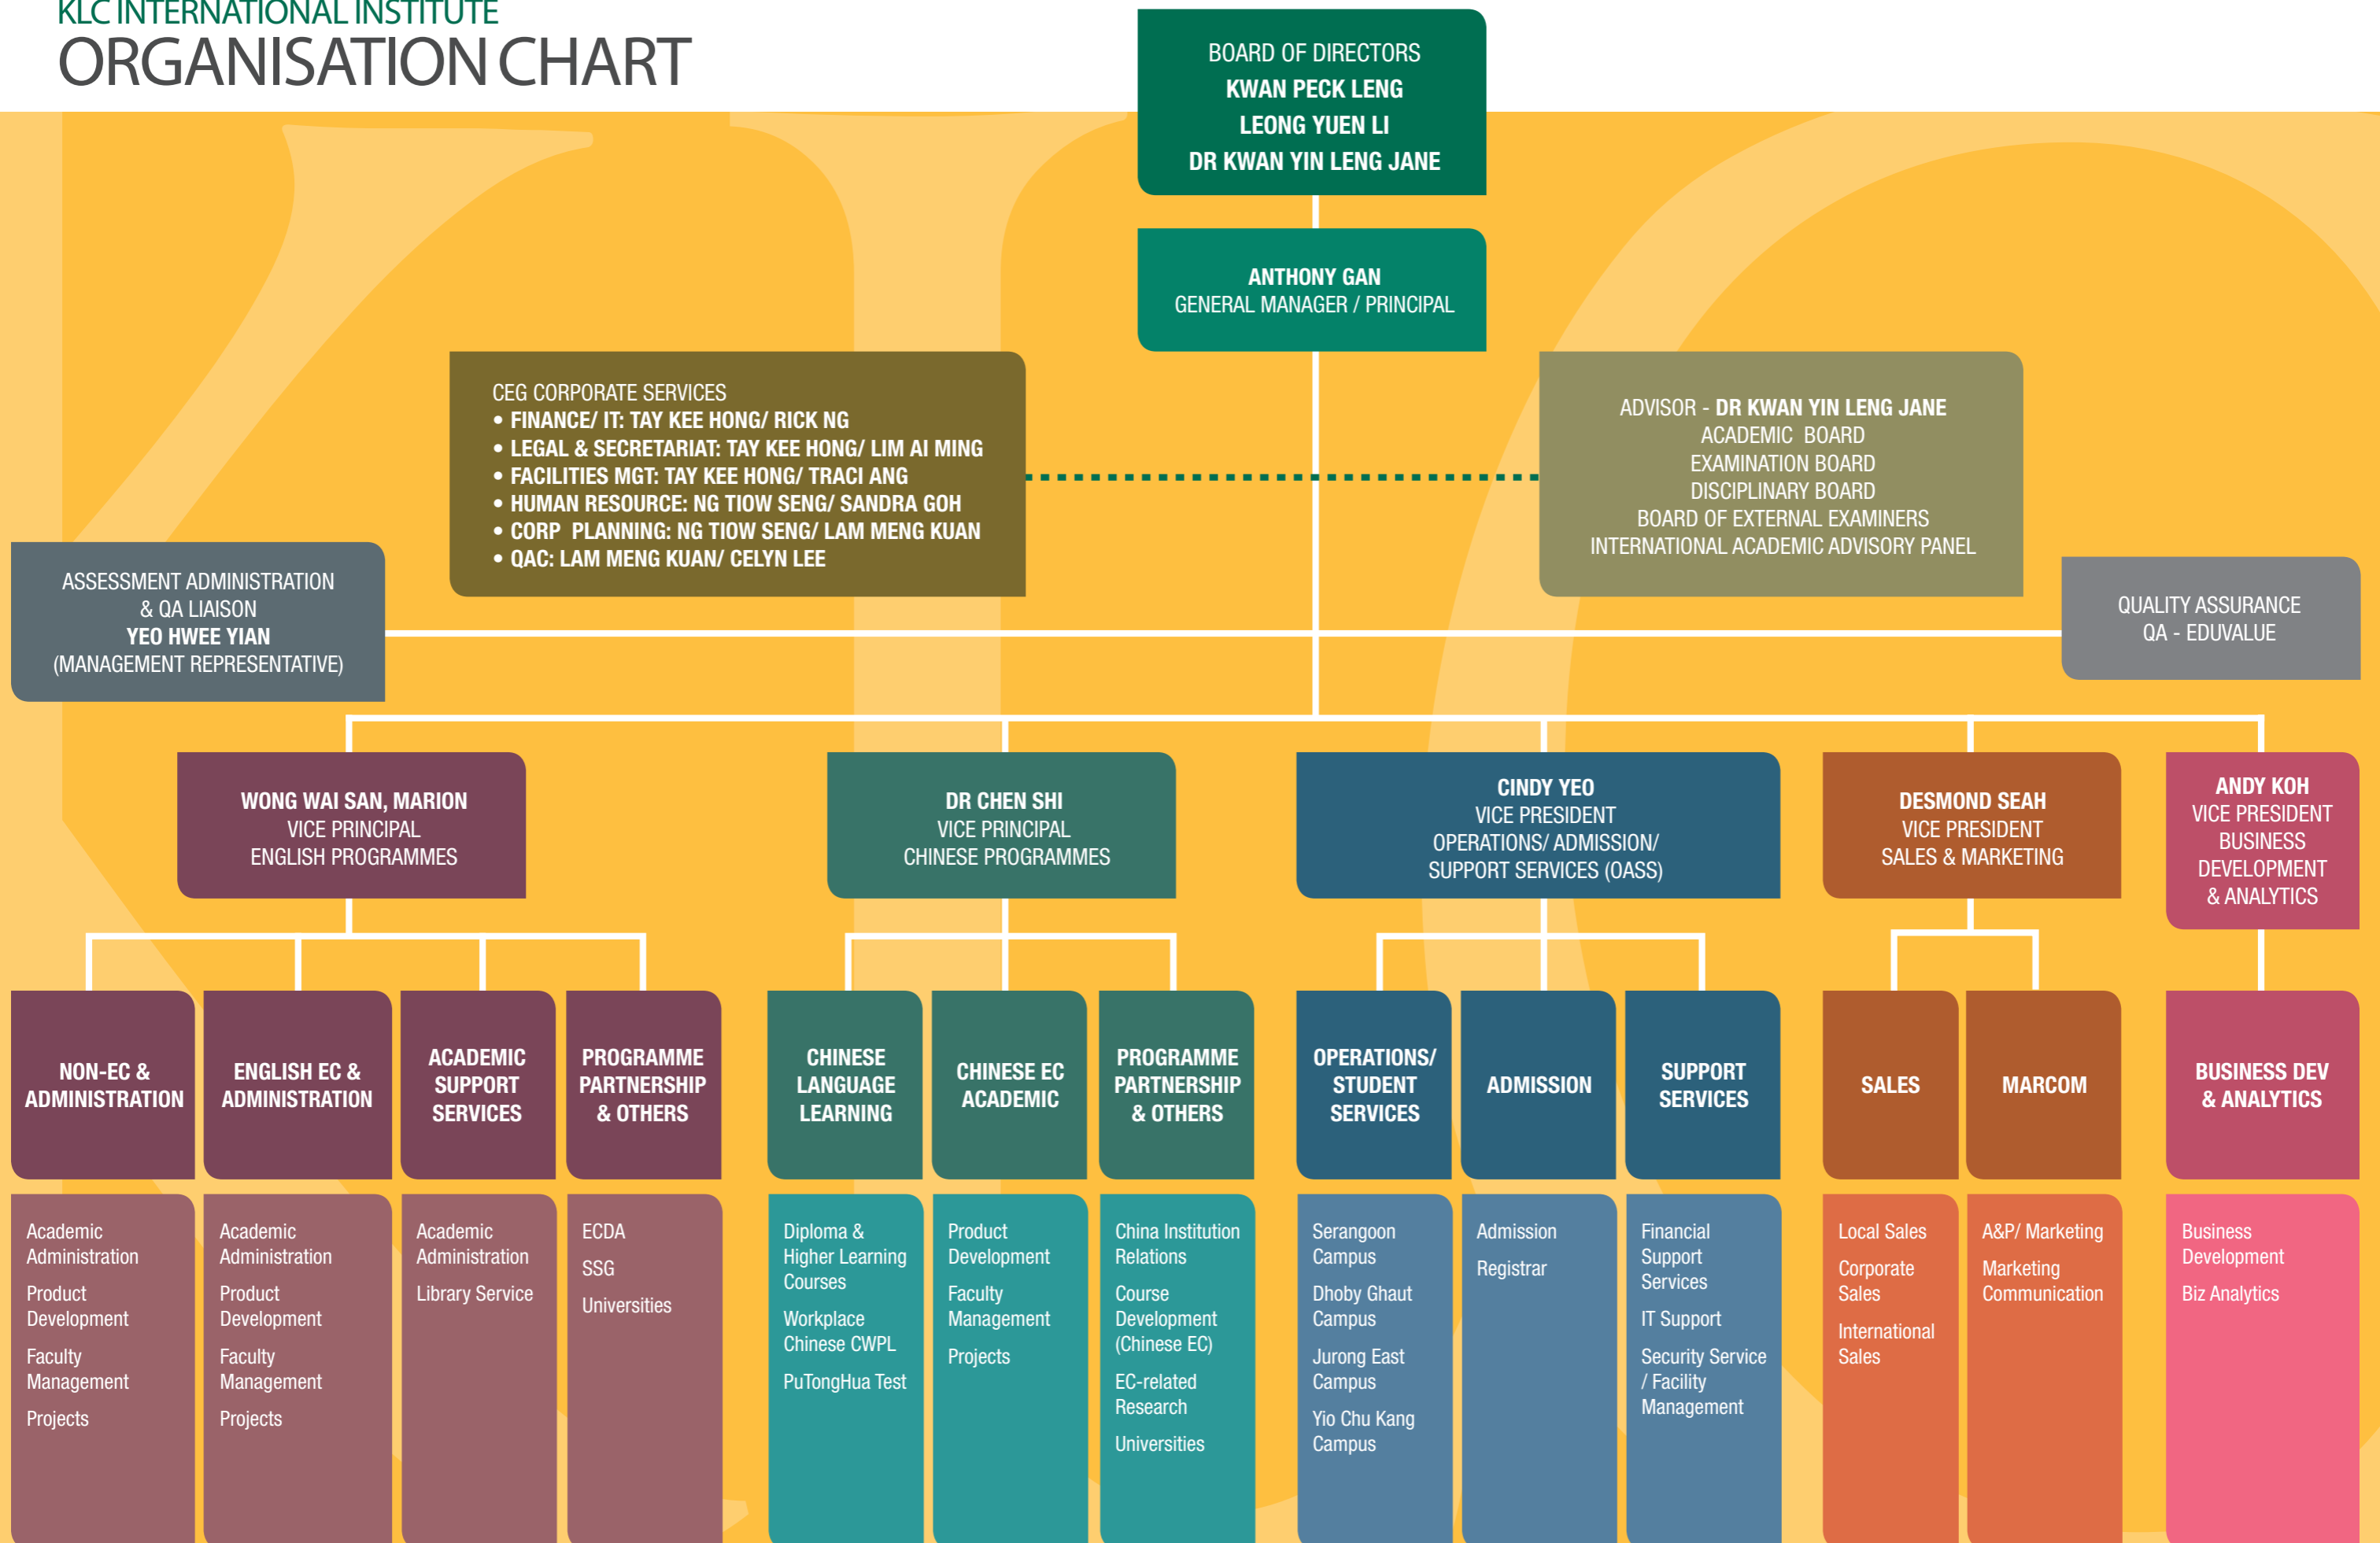 KLC INTERNATIONAL INSTITUTE
ORGANISATION CHART
BOARD OF DIRECTORS
KWAN PECK LENG
LEONG YUEN LI
DR KWAN YIN LENG JANE
ANTHONY GAN
GENERAL MANAGER / PRINCIPAL
CEG CORPORATE SERVICES
• FINANCE/ IT: TAY KEE HONG/ RICK NG
• LEGAL & SECRETARIAT: TAY KEE HONG/ LIM AI MING
• FACILITIES MGT: TAY KEE HONG/ TRACI ANG
• HUMAN RESOURCE: NG TIOW SENG/ SANDRA GOH
• CORP PLANNING: NG TIOW SENG/ LAM MENG KUAN
• QAC: LAM MENG KUAN/ CELYN LEE
ADVISOR - DR KWAN YIN LENG JANE
ACADEMIC BOARD
EXAMINATION BOARD
DISCIPLINARY BOARD
BOARD OF EXTERNAL EXAMINERS
INTERNATIONAL ACADEMIC ADVISORY PANEL
ASSESSMENT ADMINISTRATION
& QA LIAISON
YEO HWEE YIAN
(MANAGEMENT REPRESENTATIVE)
QUALITY ASSURANCE
QA - EDUVALUE
WONG WAI SAN, MARION
VICE PRINCIPAL
ENGLISH PROGRAMMES
DR CHEN SHI
VICE PRINCIPAL
CHINESE PROGRAMMES
CINDY YEO
VICE PRESIDENT
OPERATIONS/ ADMISSION/
SUPPORT SERVICES (OASS)
DESMOND SEAH
VICE PRESIDENT
SALES & MARKETING
ANDY KOH
VICE PRESIDENT
BUSINESS
DEVELOPMENT
& ANALYTICS
NON-EC &
ADMINISTRATION
ENGLISH EC &
ADMINISTRATION
ACADEMIC
SUPPORT
SERVICES
PROGRAMME
PARTNERSHIP
& OTHERS
CHINESE
LANGUAGE
LEARNING
CHINESE EC
ACADEMIC
PROGRAMME
PARTNERSHIP
& OTHERS
OPERATIONS/
STUDENT
SERVICES
ADMISSION
SUPPORT
SERVICES
SALES
MARCOM
BUSINESS DEV
& ANALYTICS
Academic
Administration
Product
Development
Faculty
Management
Projects
Academic
Administration
Product
Development
Faculty
Management
Projects
Academic
Administration
Library Service
ECDA
SSG
Universities
Diploma &
Higher Learning
Courses
Workplace
Chinese CWPL
PuTongHua Test
Product
Development
Faculty
Management
Projects
China Institution
Relations
Course
Development
(Chinese EC)
EC-related
Research
Universities
Serangoon
Campus
Dhoby Ghaut
Campus
Jurong East
Campus
Yio Chu Kang
Campus
Admission
Registrar
Financial
Support
Services
IT Support
Security Service
/ Facility
Management
Local Sales
Corporate
Sales
International
Sales
A&P/ Marketing
Marketing
Communication
Business
Development
Biz Analytics